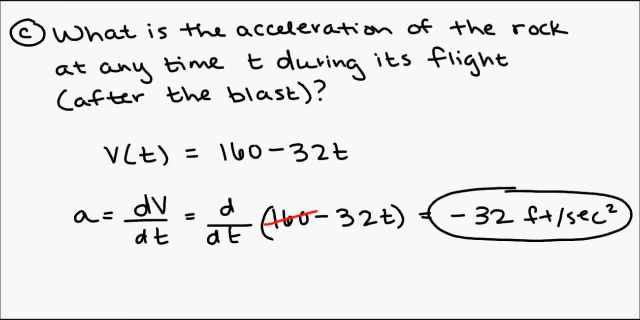 (c) What is the acceleration of the rock
at any time t during its flight
(after the blast)?
V(t) = 160 - 32t
a = dV/dt = d/dt (160 - 32t) = - 32 ft/sec²